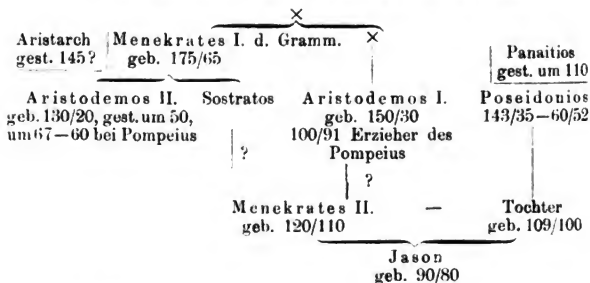 ×
Aristarch Menekrates I. d. Gramm. ×
gest. 145? geb. 175/65
Panaitios
gest. um 110
Aristodemos II. Sostratos Aristodemos I. Poseidonios
geb. 130/20, gest. um 50, geb. 150/30 143/35—60/52
um 67—60 bei Pompeius 100/91 Erzieher des
? Pompeius
?
Menekrates II. — Tochter
geb. 120/110 geb. 109/100
Jason
geb. 90/80